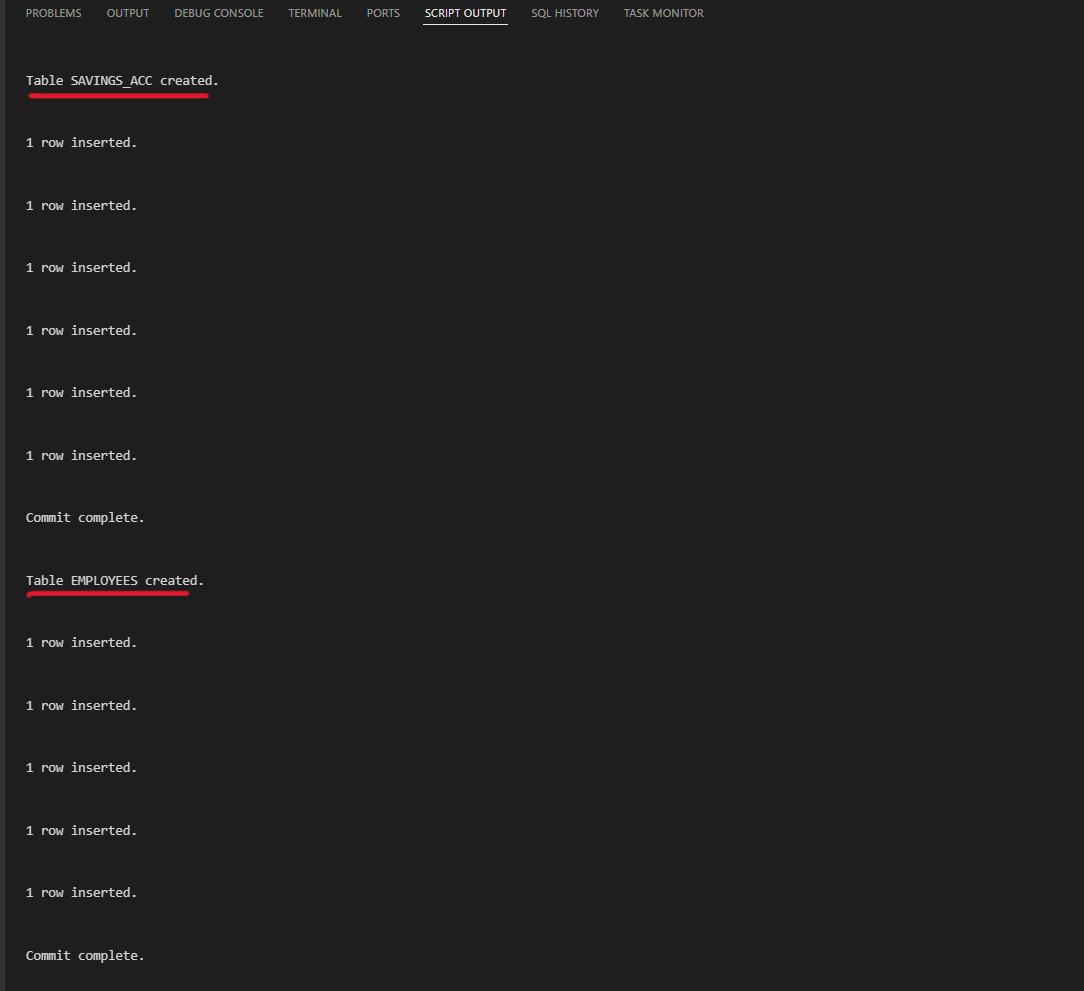 PROBLEMS OUTPUT DEBUG CONSOLE TERMINAL PORTS SCRIPT OUTPUT SQL HISTORY TASK MONITOR
Table SAVINGS_ACC created.
1 row inserted.
1 row inserted.
1 row inserted.
1 row inserted.
1 row inserted.
1 row inserted.
Commit complete.
Table EMPLOYEES created.
1 row inserted.
1 row inserted.
1 row inserted.
1 row inserted.
1 row inserted.
Commit complete.